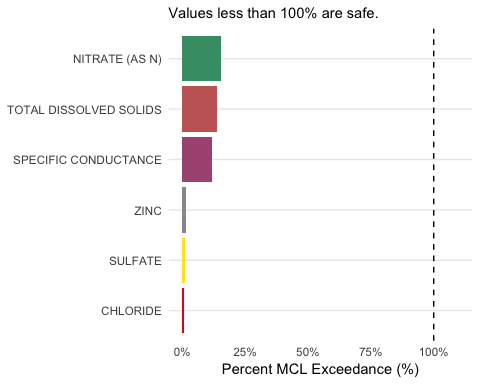 Values less than 100% are safe.
NITRATE (AS N)
TOTAL DISSOLVED SOLIDS
SPECIFIC CONDUCTANCE
ZINC
SULFATE
CHLORIDE
0% 25% 50% 75% 100%
Percent MCL Exceedance (%)